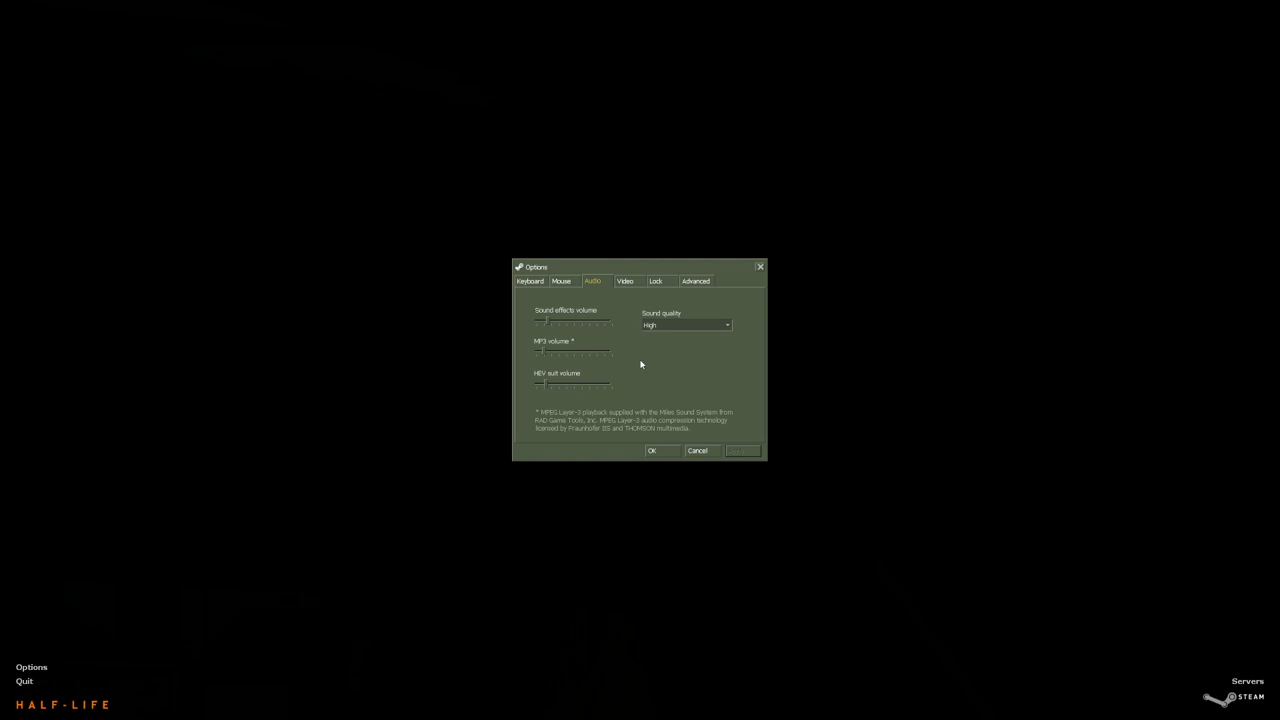 Options
Keyboard Mouse Audio Video Lock Advanced
Sound effects volume
Sound quality
High
MP3 volume *
HEV suit volume
* MPEG Layer-3 playback supplied with the Miles Sound System from
RAD Game Tools, Inc. MPEG Layer-3 audio compression technology
licensed by Fraunhofer IIS and THOMSON multimedia.
OK Cancel
Options
Quit
Servers
HALF-LIFE
STEAM